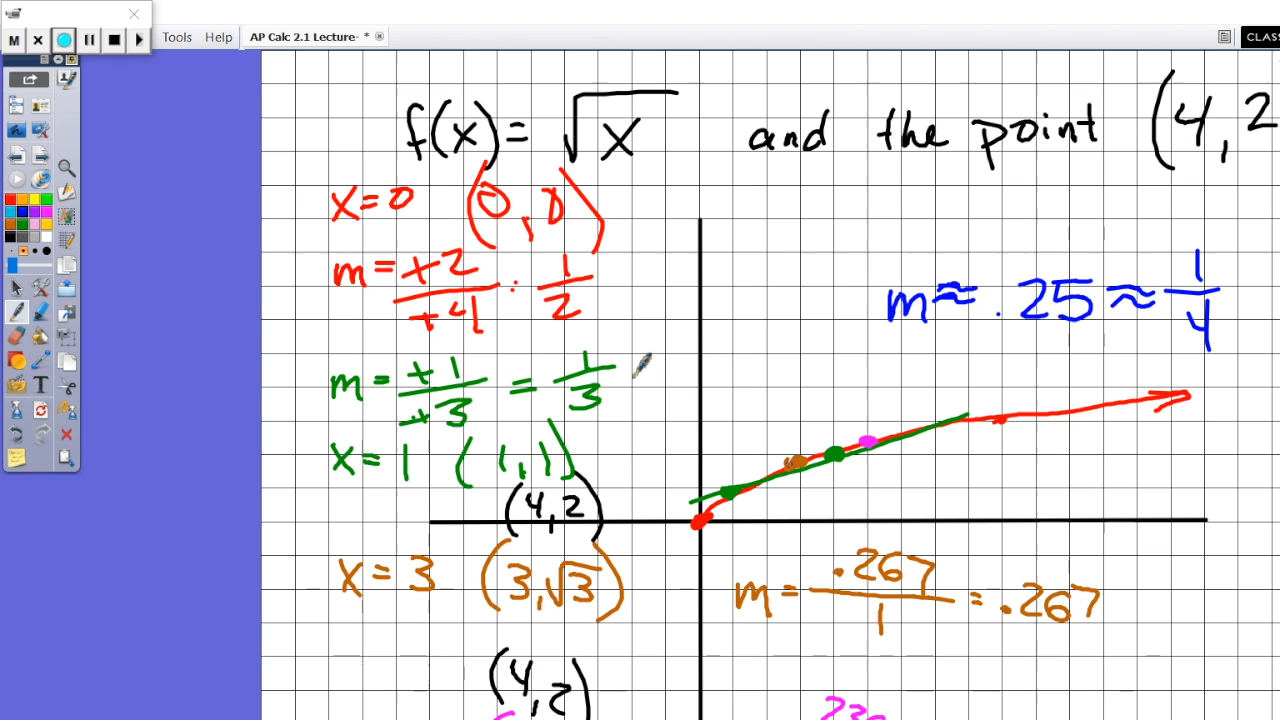 M
Tools Help AP Calc 2.1 Lecture- *
CLASS
f(x) = √x and the point (4, 2
x=0 (0, 0)
m = +2/+4 : 1/2
m ≈ .25 ≈ 1/4
m = +1/+3 = 1/3
x = 1 (1, 1)
(4, 2)
x = 3 (3, √3) m = .267/1 = .267
(4, 2)